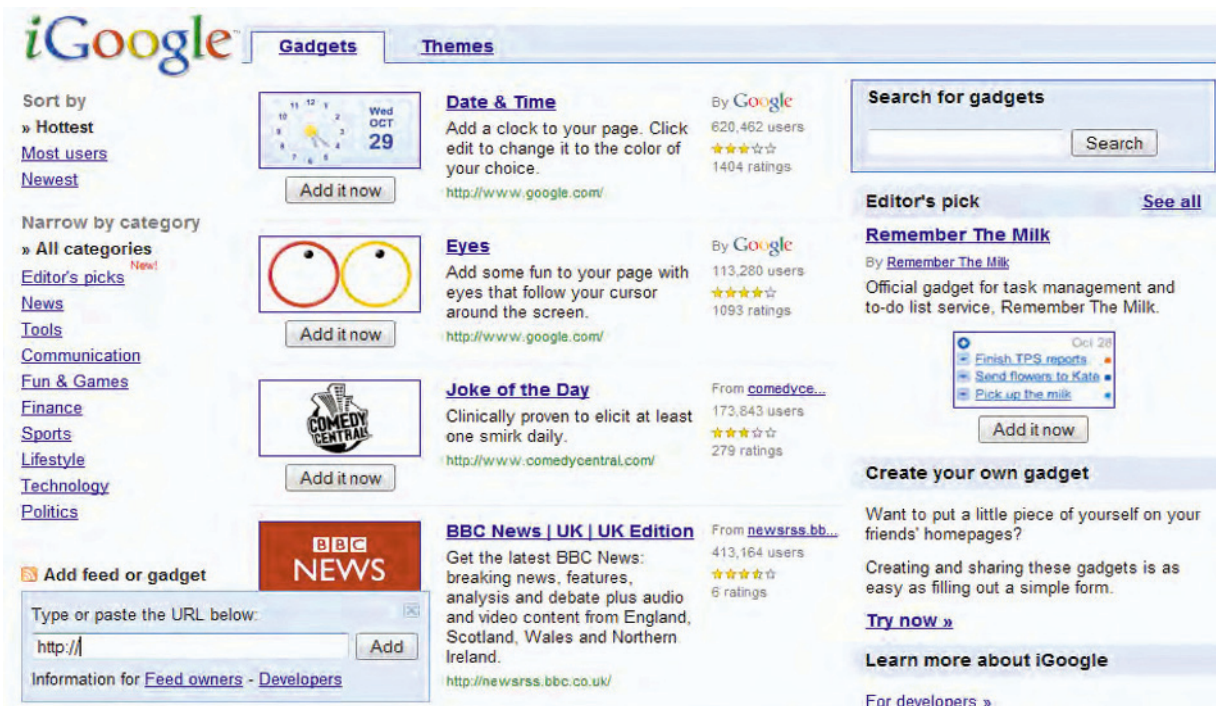 iGoogle™
Gadgets
Themes
Sort by
» Hottest
Most users
Newest
Narrow by category
» All categories
New!
Editor's picks
News
Tools
Communication
Fun & Games
Finance
Sports
Lifestyle
Technology
Politics
Add feed or gadget
Type or paste the URL below:
http://
Add
Information for Feed owners - Developers
11 12 1
10 2
9 3
8 4
7 6 5
Wed
OCT
29
Add it now
Date & Time
Add a clock to your page. Click
edit to change it to the color of
your choice.
http://www.google.com/
By Google
620,462 users
1404 ratings
Add it now
Eyes
Add some fun to your page with
eyes that follow your cursor
around the screen.
http://www.google.com/
By Google
113,280 users
1093 ratings
COMEDY
CENTRAL
Add it now
Joke of the Day
Clinically proven to elicit at least
one smirk daily.
http://www.comedycentral.com/
From comedyce...
173,843 users
279 ratings
BBC
NEWS
BBC News | UK | UK Edition
Get the latest BBC News:
breaking news, features,
analysis and debate plus audio
and video content from England,
Scotland, Wales and Northern
Ireland.
http://newsrss.bbc.co.uk/
From newsrss.bb...
413,164 users
6 ratings
Search for gadgets
Search
Editor's pick
See all
Remember The Milk
By Remember The Milk
Official gadget for task management and
to-do list service, Remember The Milk.
Oct 28
Finish TPS reports
Send flowers to Kate
Pick up the milk
Add it now
Create your own gadget
Want to put a little piece of yourself on your
friends' homepages?
Creating and sharing these gadgets is as
easy as filling out a simple form.
Try now »
Learn more about iGoogle
For developers »